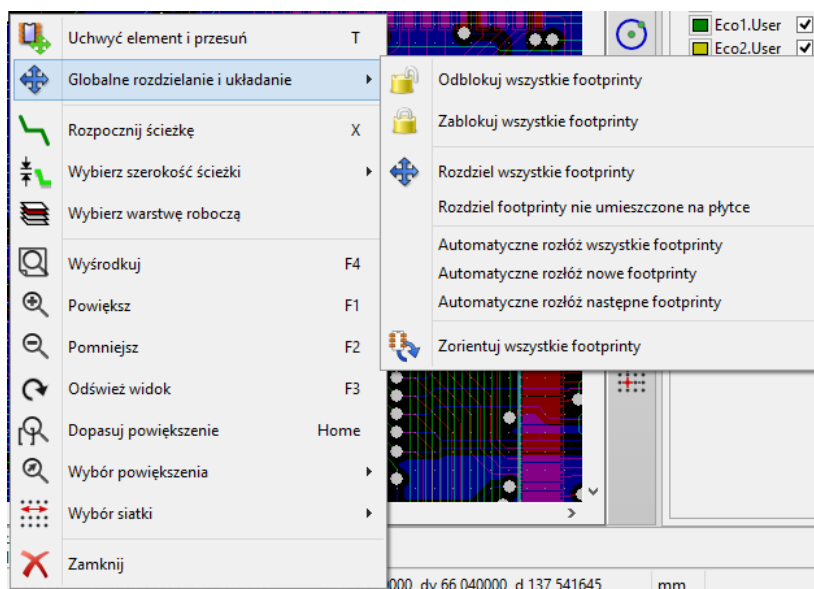 Uchwyć element i przesuń T
Globalne rozdzielanie i układanie
Rozpocznij ścieżkę X
Wybierz szerokość ścieżki
Wybierz warstwę roboczą
Wyśrodkuj F4
Powiększ F1
Pomniejsz F2
Odśwież widok F3
Dopasuj powiększenie Home
Wybór powiększenia
Wybór siatki
Zamknij
Odblokuj wszystkie footprinty
Zablokuj wszystkie footprinty
Rozdziel wszystkie footprinty
Rozdziel footprinty nie umieszczone na płytce
Automatyczne rozłóż wszystkie footprinty
Automatyczne rozłóż nowe footprinty
Automatyczne rozłóż następne footprinty
Zorientuj wszystkie footprinty
Eco1.User
Eco2.User
dy 66.040000 d 137.541645 mm